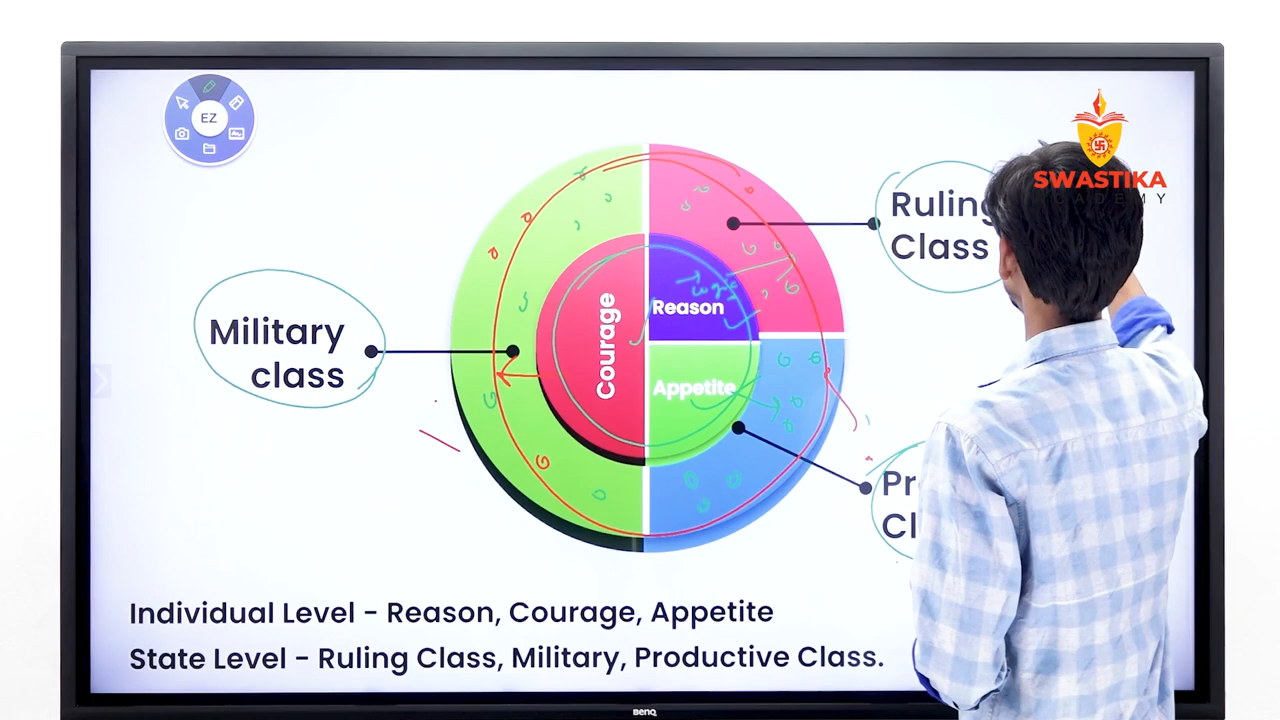 EZ
SWASTIKA
ACADEMY
Ruling
Class
Reason
Courage
Military
class
Appetite
Pr
Cl
Individual Level - Reason, Courage, Appetite
State Level - Ruling Class, Military, Productive Class.
BenQ